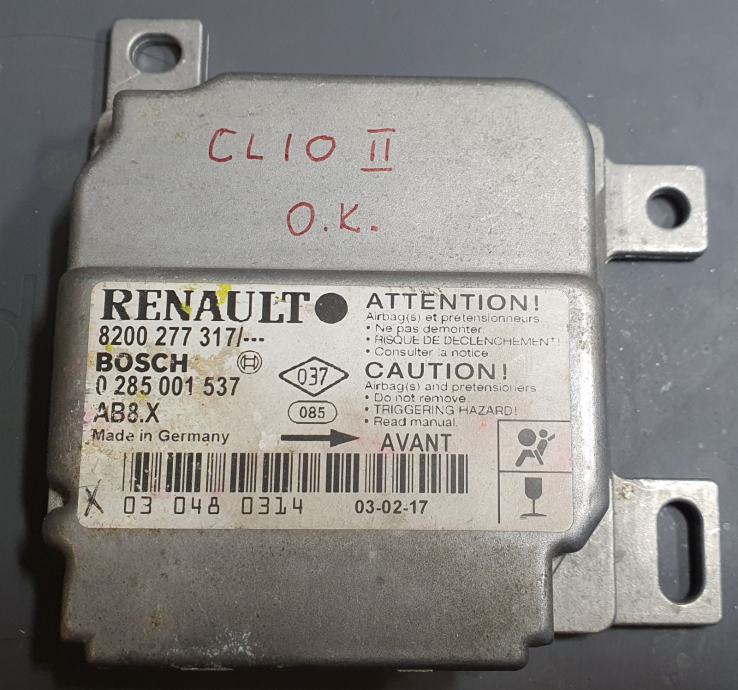 CLIO II
O.K.
RENAULT
8200 277 317/---
BOSCH
0 285 001 537
AB8.X
Made in Germany
037
085
ATTENTION!
Airbag(s) et pretensionneurs.
• Ne pas demonter.
• RISQUE DE DECLENCHEMENT!
• Consulter la notice
CAUTION!
Airbag(s) and pretensioners
• Do not remove
• TRIGGERING HAZARD!
• Read manual.
AVANT
X 03 048 0314
03-02-17